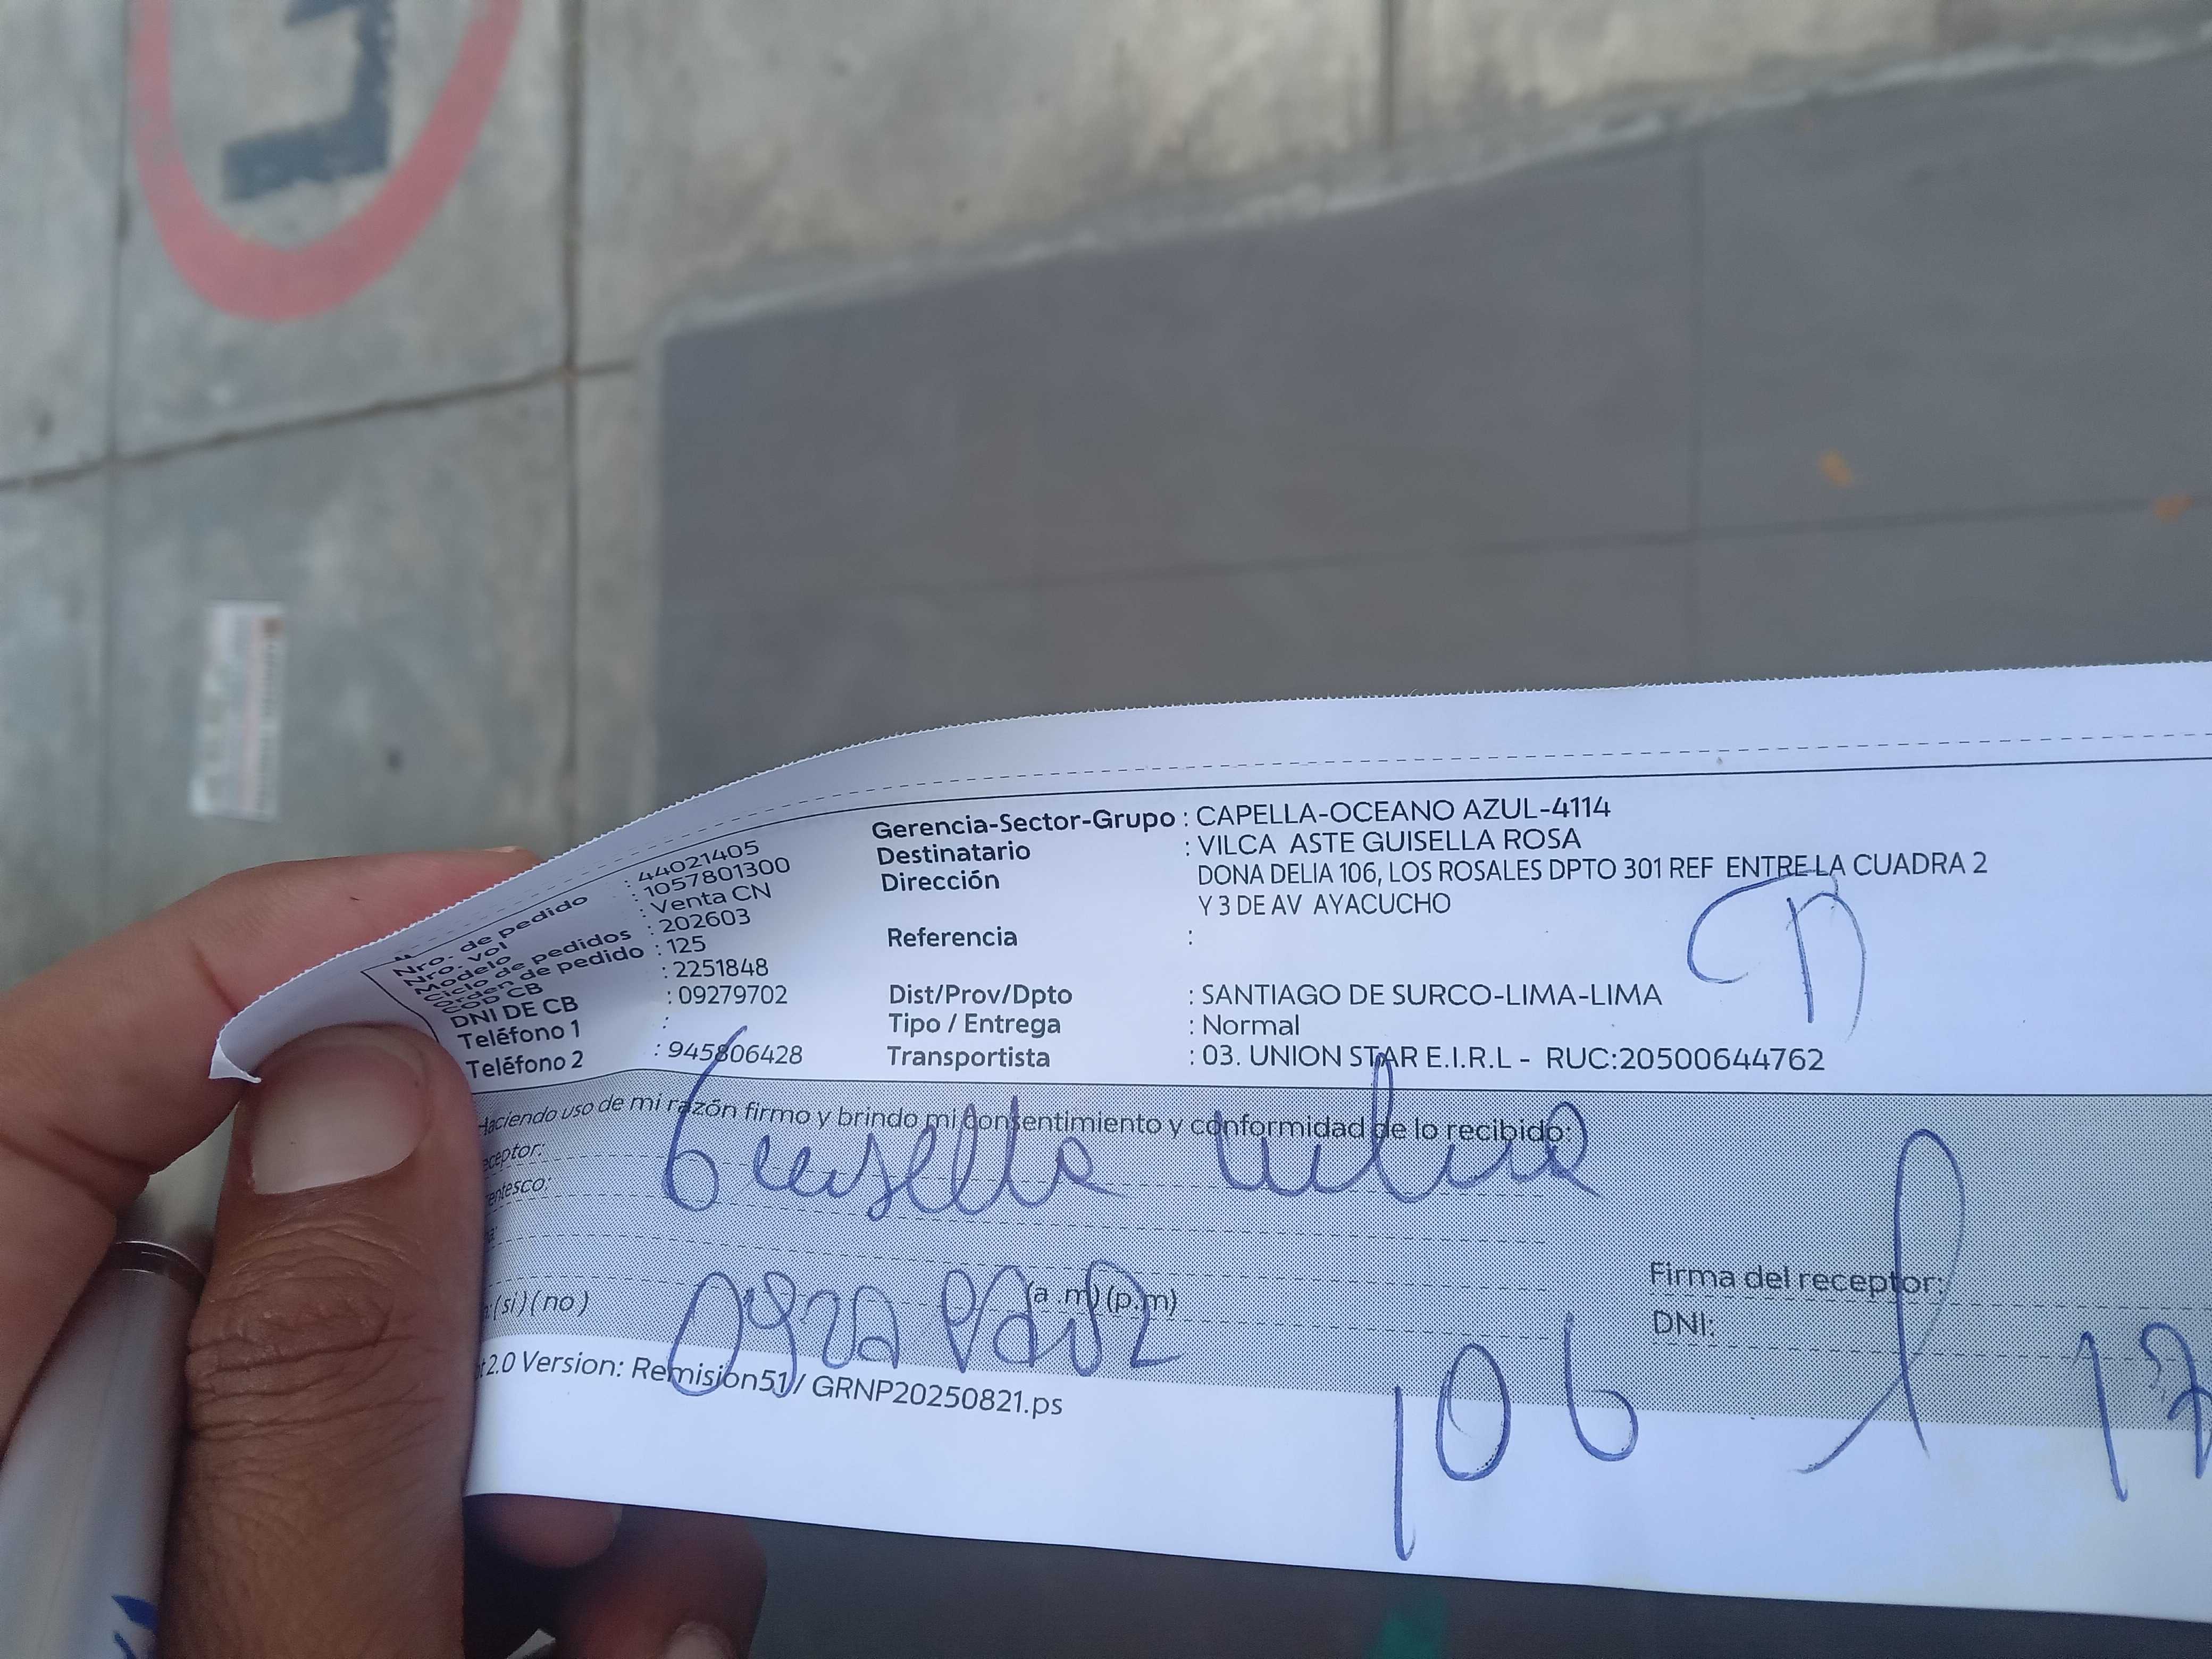 Nro. de pedido : 44021405
Nro. vol : 1057801300
Modelo : Venta CN
Ciclo de pedidos : 202603
Orden de pedido : 125
COD CB : 2251848
DNI DE CB : 09279702
Teléfono 1 :
Teléfono 2 : 945806428
Gerencia-Sector-Grupo : CAPELLA-OCEANO AZUL-4114
Destinatario : VILCA ASTE GUISELLA ROSA
Dirección DONA DELIA 106, LOS ROSALES DPTO 301 REF ENTRE LA CUADRA 2
Y 3 DE AV AYACUCHO
Referencia :
Dist/Prov/Dpto : SANTIAGO DE SURCO-LIMA-LIMA
Tipo / Entrega : Normal
Transportista : 03. UNION STAR E.I.R.L - RUC:20500644762
Haciendo uso de mi razón firmo y brindo mi consentimiento y conformidad de lo recibido:
ceptor: Guisella
entesco:
(si)(no) (a .m)(p.m)
Firma del receptor:
DNI:
106 1
2.0 Version: Remision51/ GRNP20250821.ps